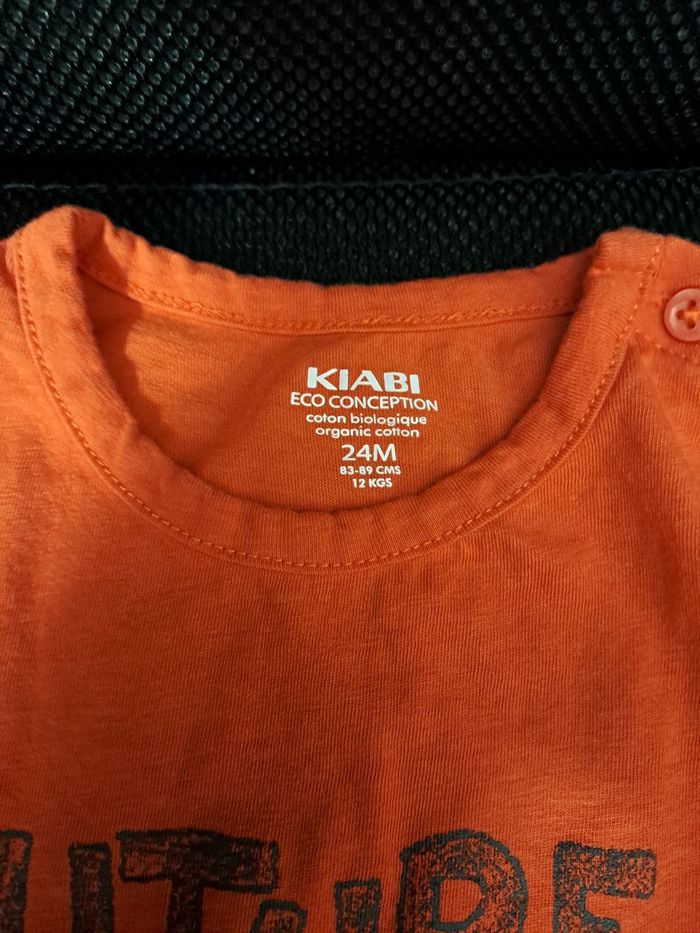 KIABI
ECO CONCEPTION
coton biologique
organic cotton
24M
83-89 CMS
12 KGS